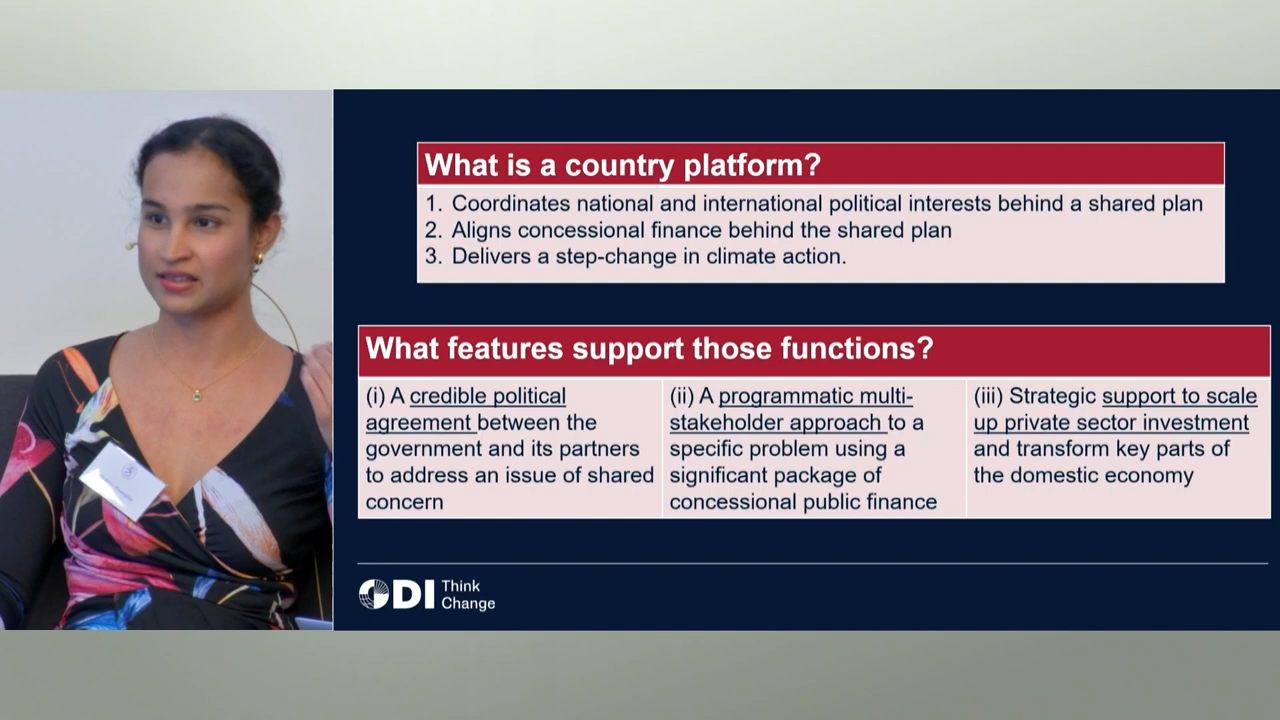 What is a country platform?
1. Coordinates national and international political interests behind a shared plan
2. Aligns concessional finance behind the shared plan
3. Delivers a step-change in climate action.
What features support those functions?
(i) A credible political
agreement between the
government and its partners
to address an issue of shared
concern
(ii) A programmatic multi-
stakeholder approach to a
specific problem using a
significant package of
concessional public finance
(iii) Strategic support to scale
up private sector investment
and transform key parts of
the domestic economy
ODI
Think
Change